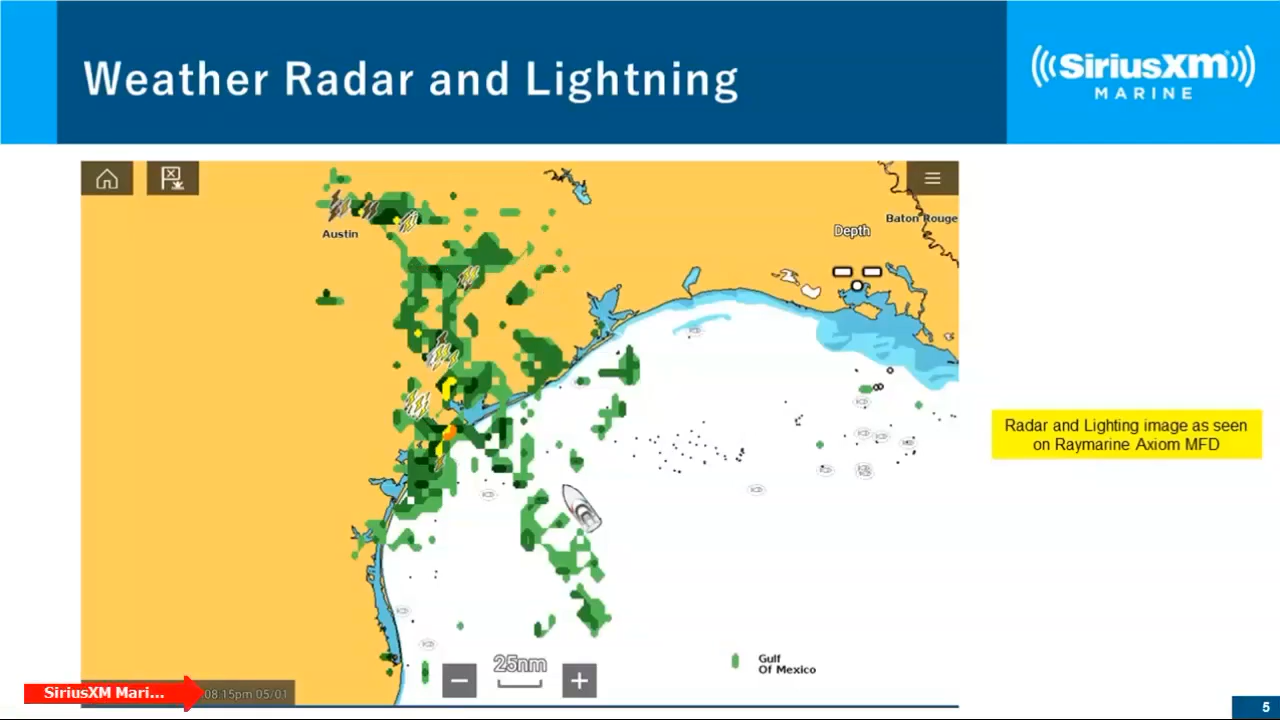 Weather Radar and Lightning
((SiriusXM))
MARINE
Austin
Depth
Baton Rouge
Radar and Lighting image as seen
on Raymarine Axiom MFD
25nm
Gulf
Of Mexico
SiriusXM Mari...
08:15pm 05/01
5